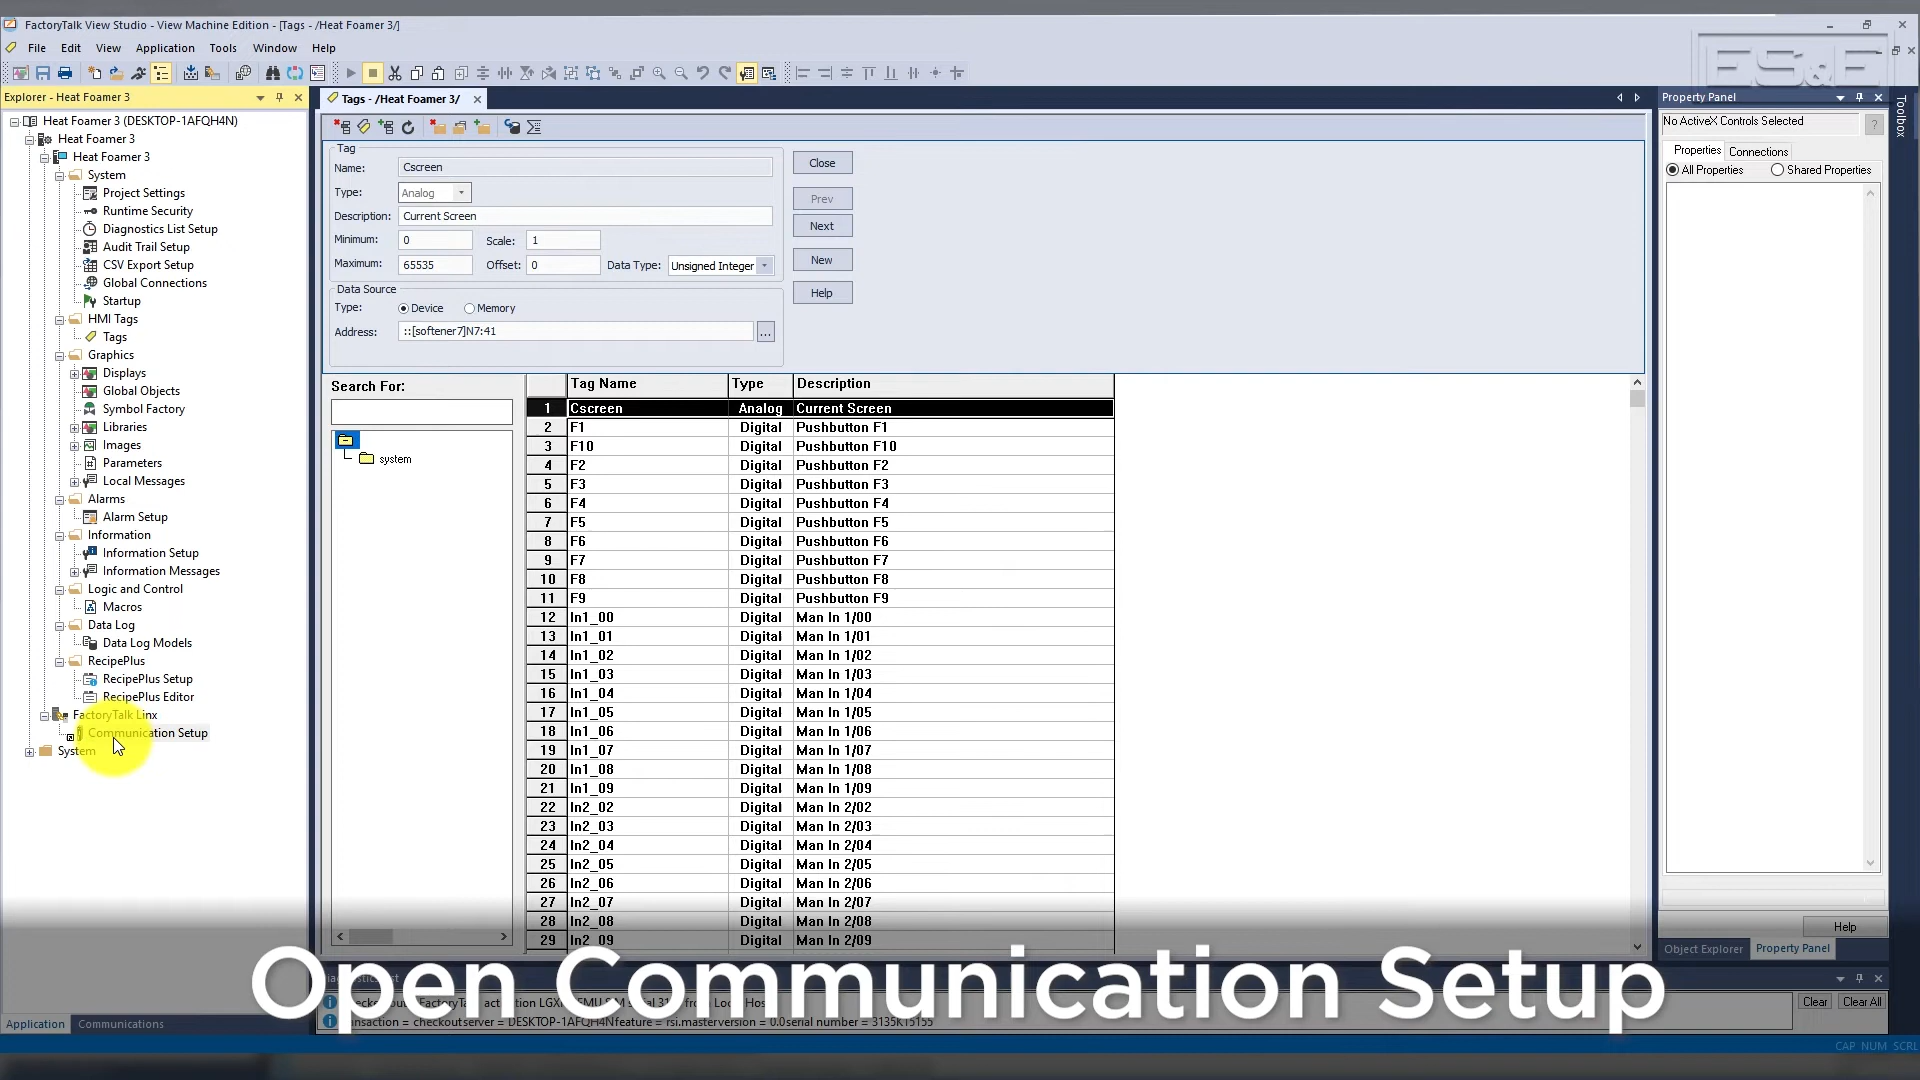 FactoryTalk View Studio - View Machine Edition - [Tags - /Heat Foamer 3/]
File Edit View Application Tools Window Help
ES&E
Explorer - Heat Foamer 3
Heat Foamer 3 (DESKTOP-1AFQH4N)
Heat Foamer 3
Heat Foamer 3
System
Project Settings
Runtime Security
Diagnostics List Setup
Audit Trail Setup
CSV Export Setup
Global Connections
Startup
HMI Tags
Tags
Graphics
Displays
Global Objects
Symbol Factory
Libraries
Images
Parameters
Local Messages
Alarms
Alarm Setup
Information
Information Setup
Information Messages
Logic and Control
Macros
Data Log
Data Log Models
RecipePlus
RecipePlus Setup
RecipePlus Editor
FactoryTalk Linx
Communication Setup
System
Application Communications
Tags - /Heat Foamer 3/
Tag
Name: Cscreen
Type: Analog
Description: Current Screen
Minimum: 0 Scale: 1
Maximum: 65535 Offset: 0 Data Type: Unsigned Integer
Data Source
Type: Device Memory
Address: ::[softener7]N7:41 ...
Close
Prev
Next
New
Help
Search For:
system
Tag Name Type Description
1 Cscreen Analog Current Screen
2 F1 Digital Pushbutton F1
3 F10 Digital Pushbutton F10
4 F2 Digital Pushbutton F2
5 F3 Digital Pushbutton F3
6 F4 Digital Pushbutton F4
7 F5 Digital Pushbutton F5
8 F6 Digital Pushbutton F6
9 F7 Digital Pushbutton F7
10 F8 Digital Pushbutton F8
11 F9 Digital Pushbutton F9
12 In1_00 Digital Man In 1/00
13 In1_01 Digital Man In 1/01
14 In1_02 Digital Man In 1/02
15 In1_03 Digital Man In 1/03
16 In1_04 Digital Man In 1/04
17 In1_05 Digital Man In 1/05
18 In1_06 Digital Man In 1/06
19 In1_07 Digital Man In 1/07
20 In1_08 Digital Man In 1/08
21 In1_09 Digital Man In 1/09
22 In2_02 Digital Man In 2/02
23 In2_03 Digital Man In 2/03
24 In2_04 Digital Man In 2/04
25 In2_05 Digital Man In 2/05
26 In2_06 Digital Man In 2/06
27 In2_07 Digital Man In 2/07
28 In2_08 Digital Man In 2/08
29 In2_09 Digital Man In 2/09
Property Panel
No ActiveX Controls Selected ?
Properties Connections
All Properties Shared Properties
Help
Object Explorer Property Panel
Toolbox
Open Communication Setup
Clear Clear All
CAP NUM SCRL